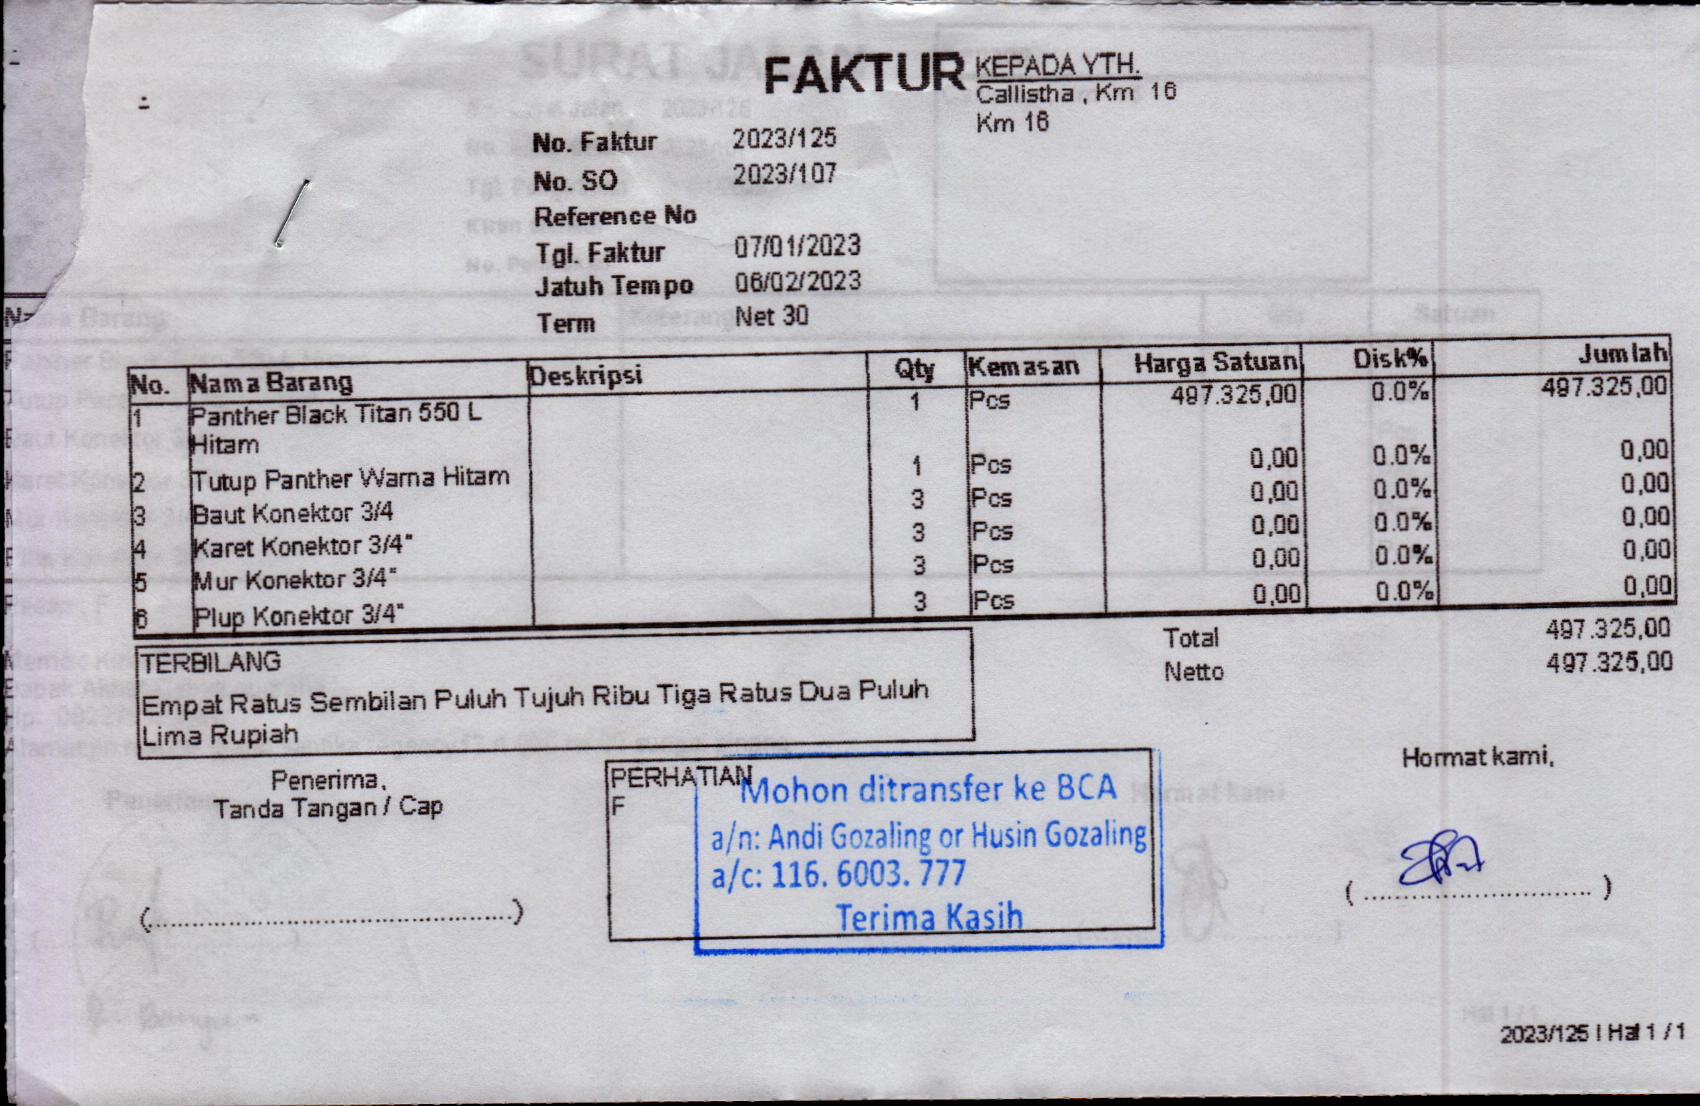 FAKTUR
KEPADA YTH.
Callistha , Km 16
Km 16
No. Faktur 2023/125
No. SO 2023/107
Reference No
Tgl. Faktur 07/01/2023
Jatuh Tempo 06/02/2023
Term Net 30
No. Nama Barang Deskripsi Qty Kemasan Harga Satuan Disk% Jumlah
1 Panther Black Titan 550 L 1 Pcs 497.325,00 0.0% 497.325,00
Hitam
2 Tutup Panther Warna Hitam 1 Pcs 0,00 0.0% 0,00
3 Baut Konektor 3/4 3 Pcs 0,00 0.0% 0,00
4 Karet Konektor 3/4" 3 Pcs 0,00 0.0% 0,00
5 Mur Konektor 3/4" 3 Pcs 0,00 0.0% 0,00
6 Plup Konektor 3/4" 3 Pcs 0,00 0.0% 0,00
Total 497.325,00
Netto 497.325,00
TERBILANG
Empat Ratus Sembilan Puluh Tujuh Ribu Tiga Ratus Dua Puluh
Lima Rupiah
Penerima,
Tanda Tangan / Cap
(....................................................)
PERHATIAN
F
Mohon ditransfer ke BCA
a/n: Andi Gozaling or Husin Gozaling
a/c: 116. 6003. 777
Terima Kasih
Hormat kami,
(................................)
2023/125 | Hal 1 / 1